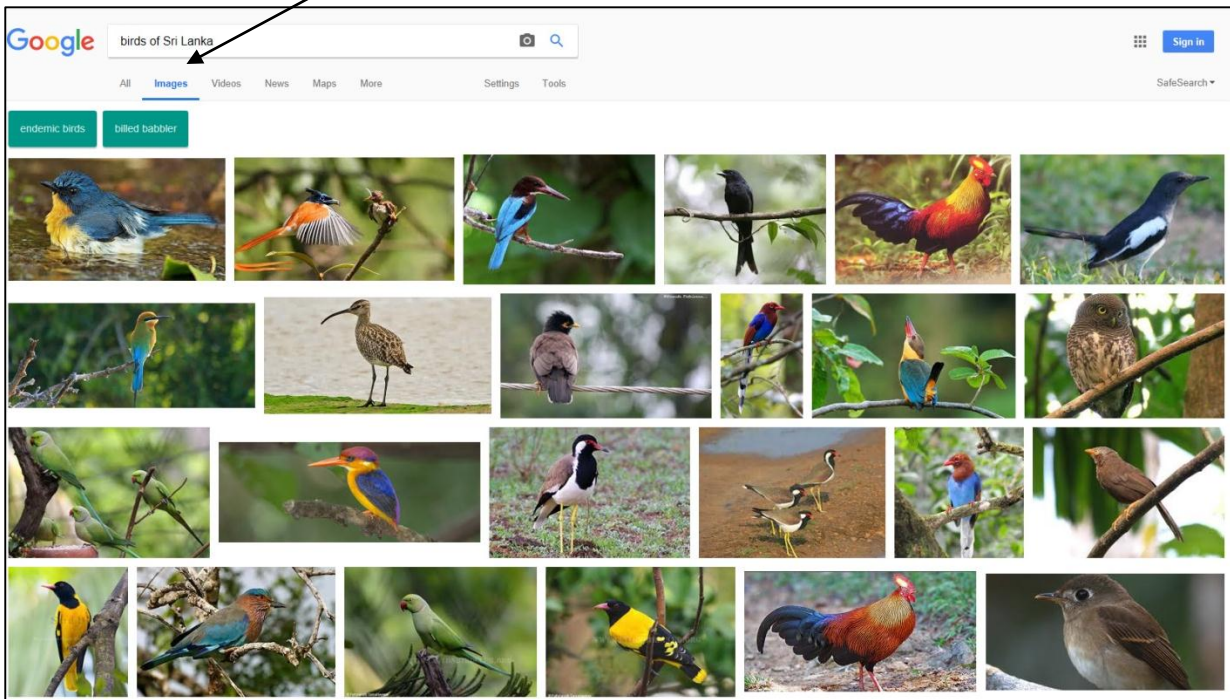 Google birds of Sri Lanka Sign in
All Images Videos News Maps More Settings Tools SafeSearch
endemic birds billed babbler